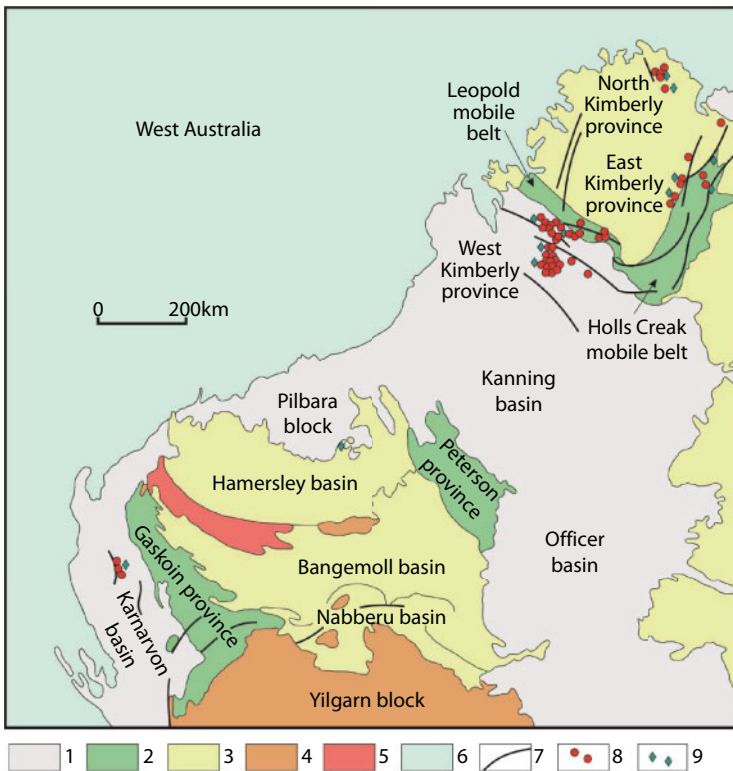 North
Kimberly
province
Leopold
mobile
belt
West Australia
East
Kimberly
province
West
Kimberly
province
0 200km
Holls Creak
mobile belt
Kanning
basin
Pilbara
block
Peterson
province
Hamersley basin
Gaskoin province
Officer
basin
Bangemoll basin
Karnarvon
basin
Nabberu basin
Yilgarn block
1 2 3 4 5 6 7 8 9